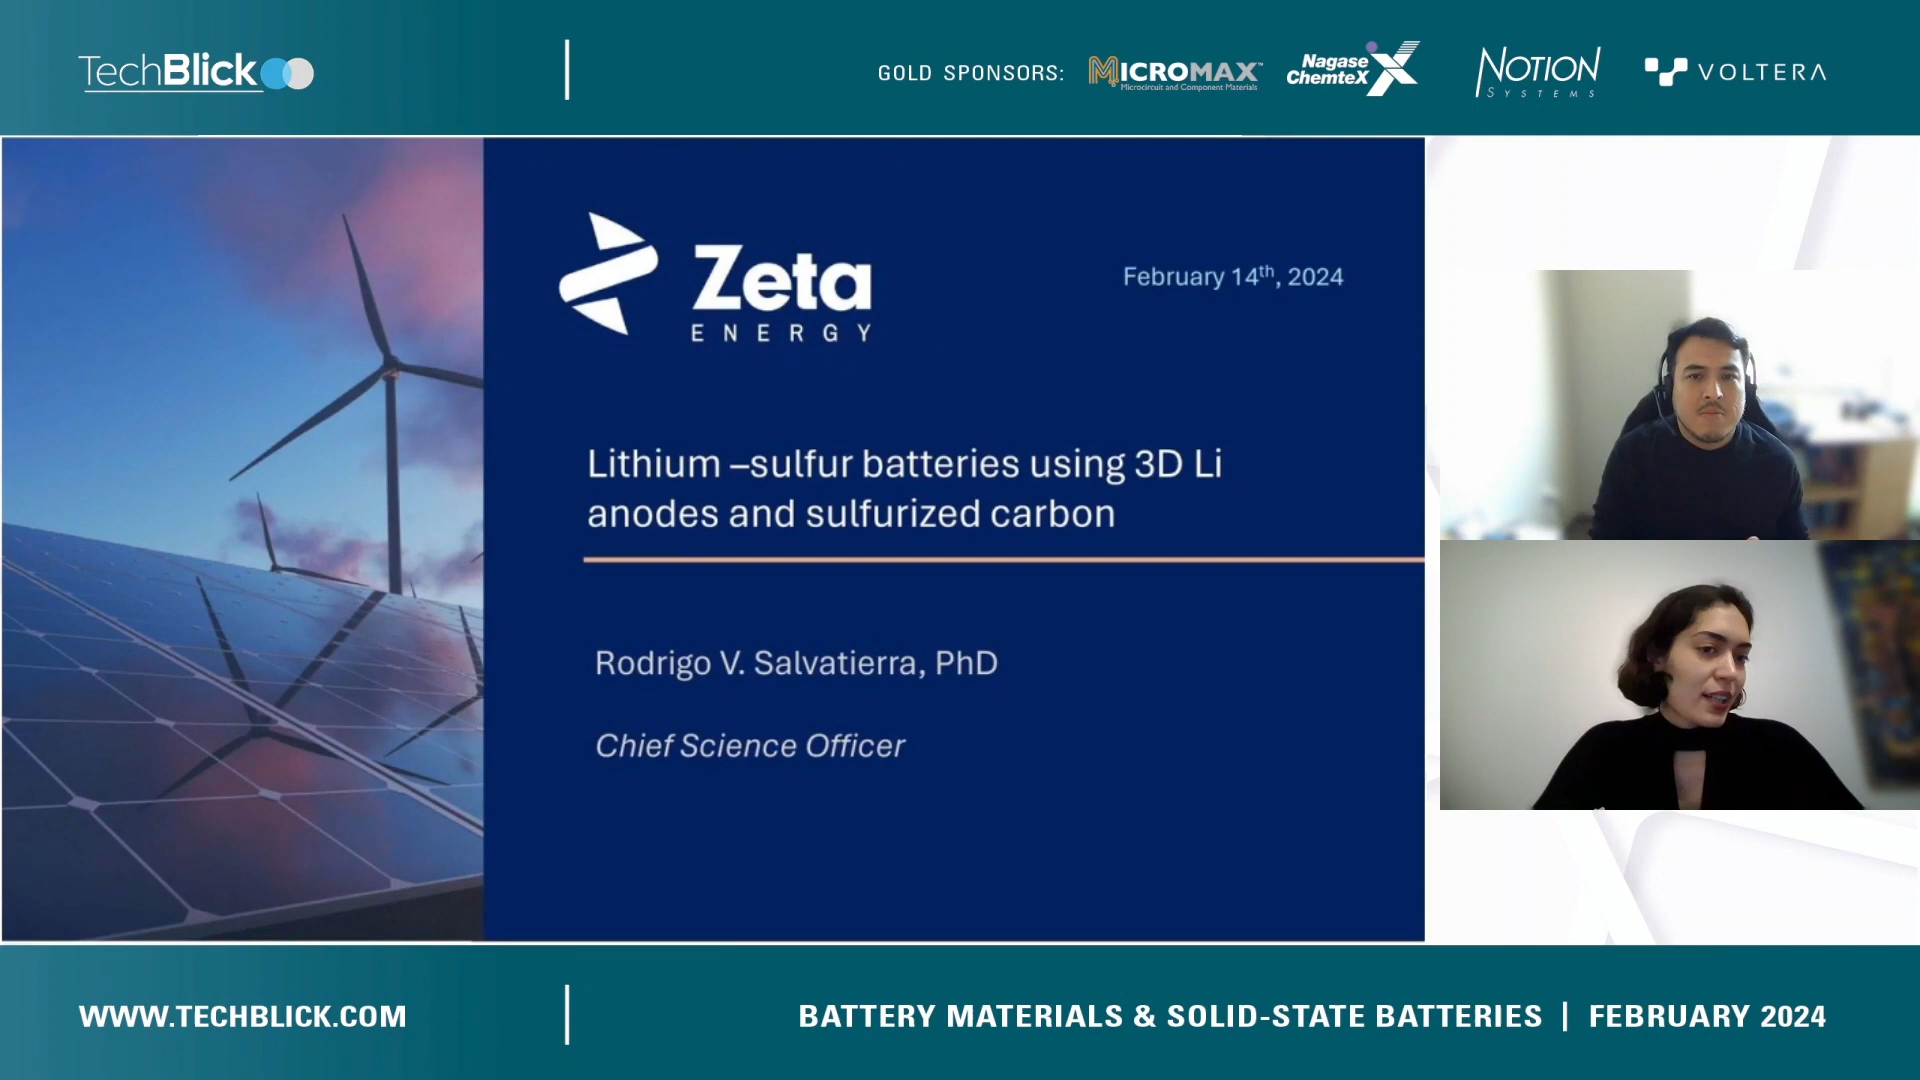 TechBlick
GOLD SPONSORS:
MICROMAX™
Microcircuit and Component Materials
Nagase
ChemteX
NOTION
SYSTEMS
VOLTERA
Zeta
ENERGY
February 14th, 2024
Lithium –sulfur batteries using 3D Li
anodes and sulfurized carbon
Rodrigo V. Salvatierra, PhD
Chief Science Officer
WWW.TECHBLICK.COM
BATTERY MATERIALS & SOLID-STATE BATTERIES | FEBRUARY 2024